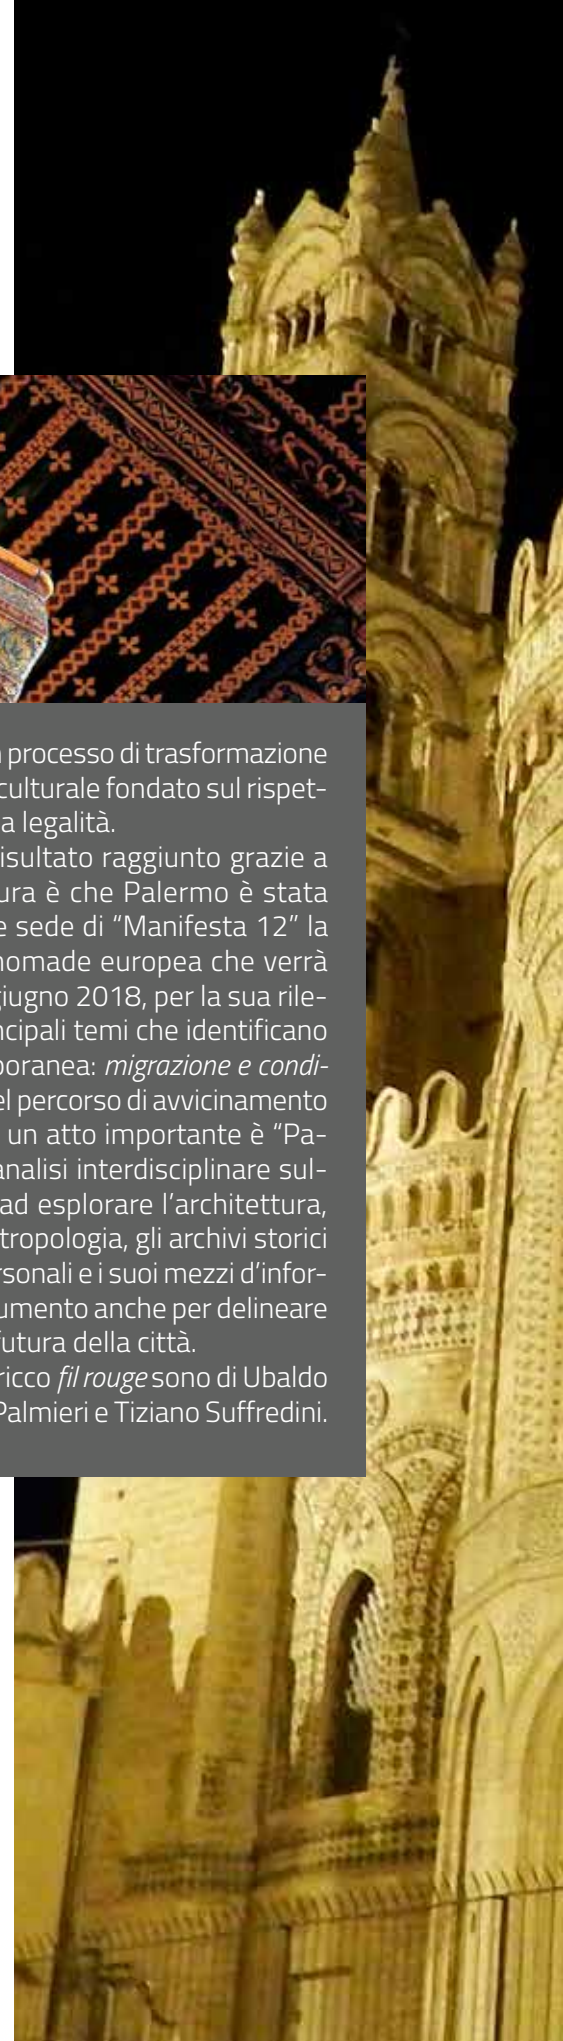 processo di trasformazione
culturale fondato sul rispet-
a legalità.
isultato raggiunto grazie a
ura è che Palermo è stata
e sede di “Manifesta 12” la
nomade europea che verrà
giugno 2018, per la sua rile-
ncipali temi che identificano
poranea: migrazione e condi-
el percorso di avvicinamento
un atto importante è “Pa-
analisi interdisciplinare sul-
ad esplorare l’architettura,
tropologia, gli archivi storici
rsonali e i suoi mezzi d’infor-
umento anche per delineare
futura della città.
ricco fil rouge sono di Ubaldo
Palmieri e Tiziano Suffredini.